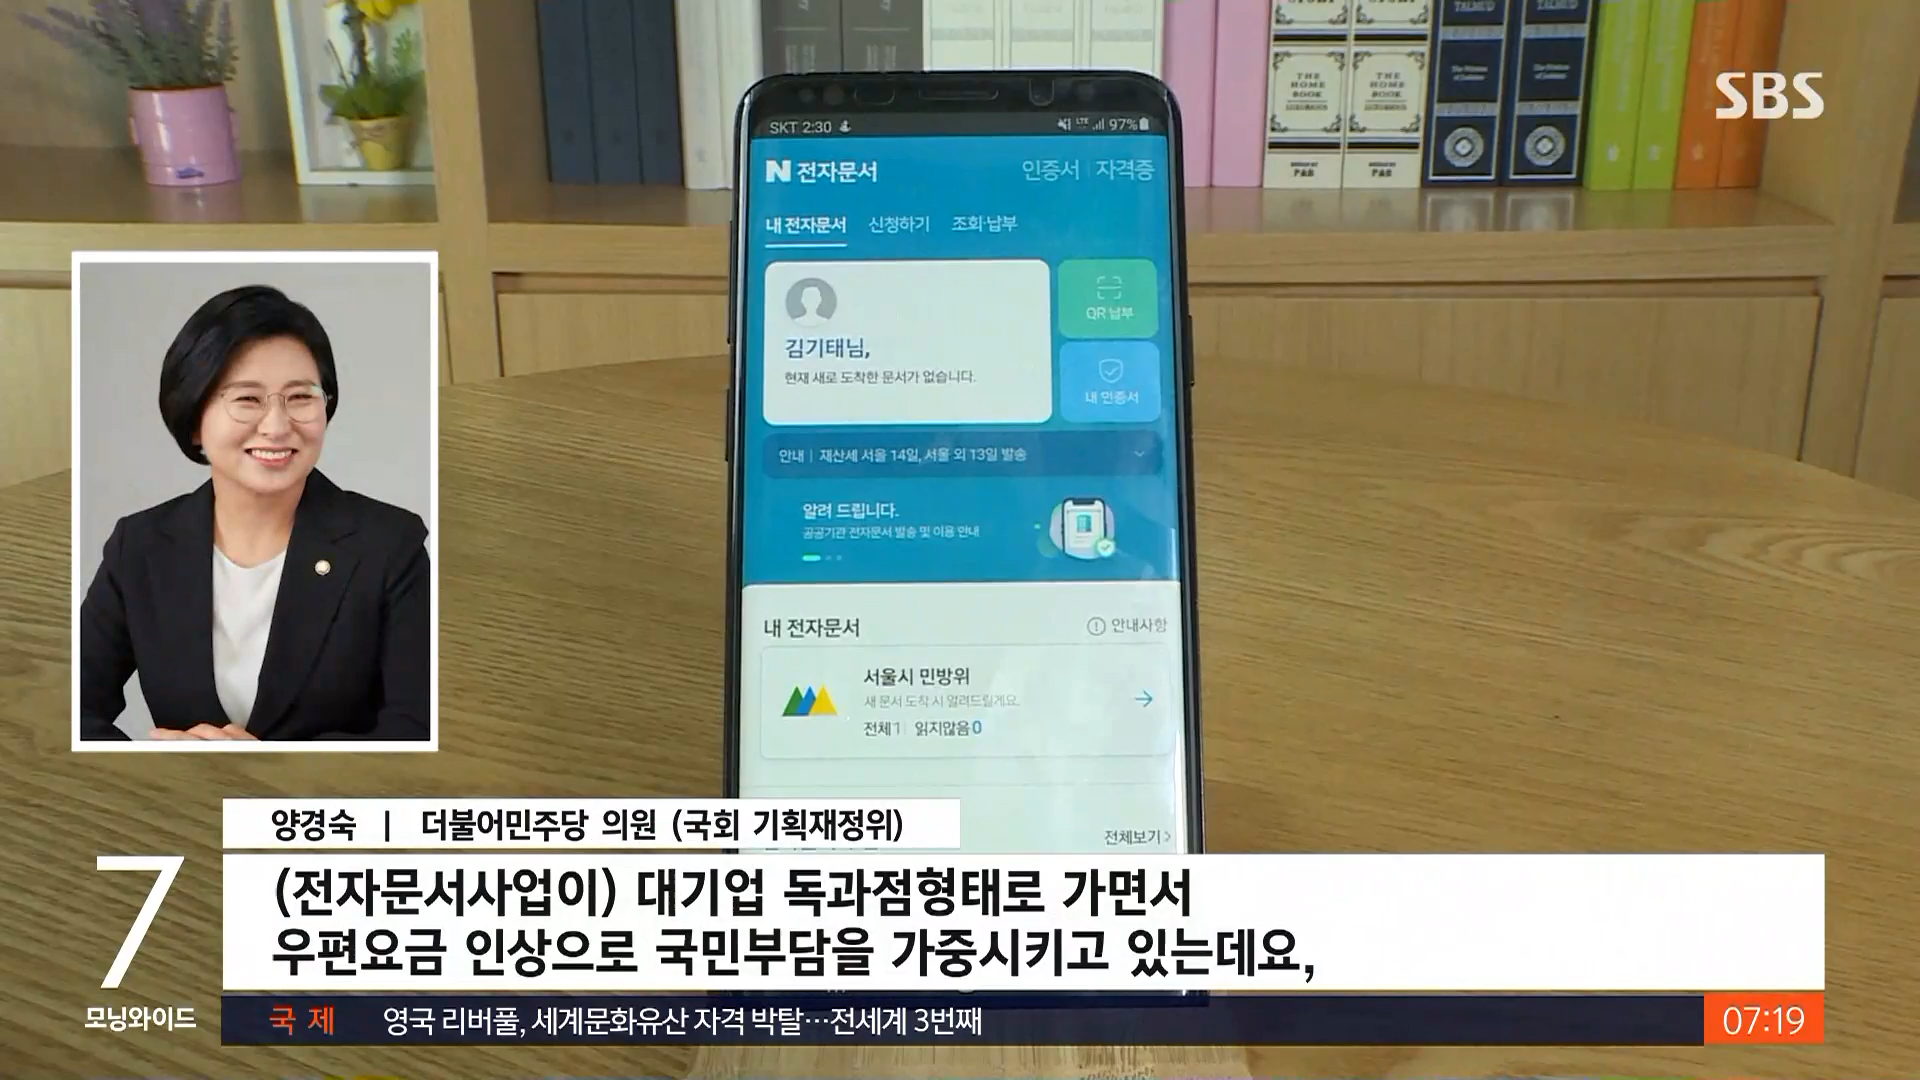 SBS
THE HOME BOOK
THE HOME BOOK
TALMUD
TALMUD
SKT 2:30
LTE 97%
N 전자문서
인증서 | 자격증
내 전자문서 신청하기 조회·납부
김기태님,
현재 새로 도착한 문서가 없습니다.
QR 납부
내 인증서
안내 | 재산세 서울 14일, 서울 외 13일 발송
알려 드립니다.
공공기관 전자문서 발송 및 이용 안내
내 전자문서
안내사항
서울시 민방위
새 문서 도착 시 알려드릴게요.
전체 1 | 읽지않음 0
전체보기 >
양경숙 | 더불어민주당 의원 (국회 기획재정위)
(전자문서사업이) 대기업 독과점형태로 가면서
우편요금 인상으로 국민부담을 가중시키고 있는데요,
7
모닝와이드
국제 영국 리버풀, 세계문화유산 자격 박탈…전세계 3번째
07:19